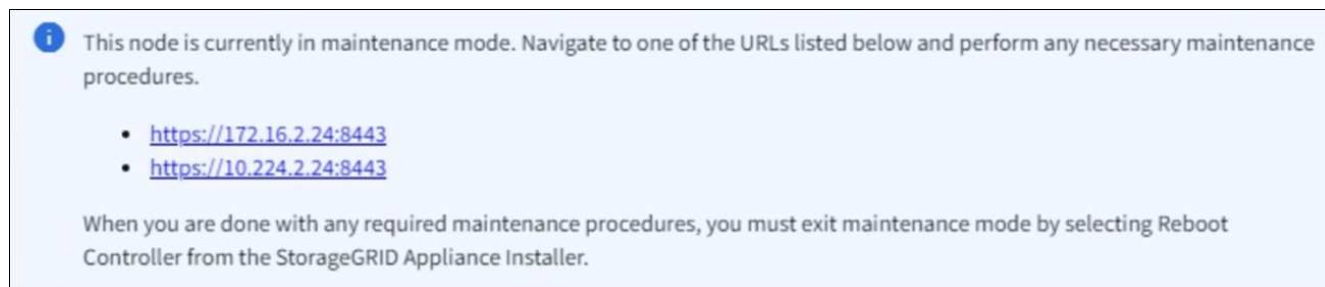 This node is currently in maintenance mode. Navigate to one of the URLs listed below and perform any necessary maintenance
procedures.
• https://172.16.2.24:8443
• https://10.224.2.24:8443
When you are done with any required maintenance procedures, you must exit maintenance mode by selecting Reboot
Controller from the StorageGRID Appliance Installer.